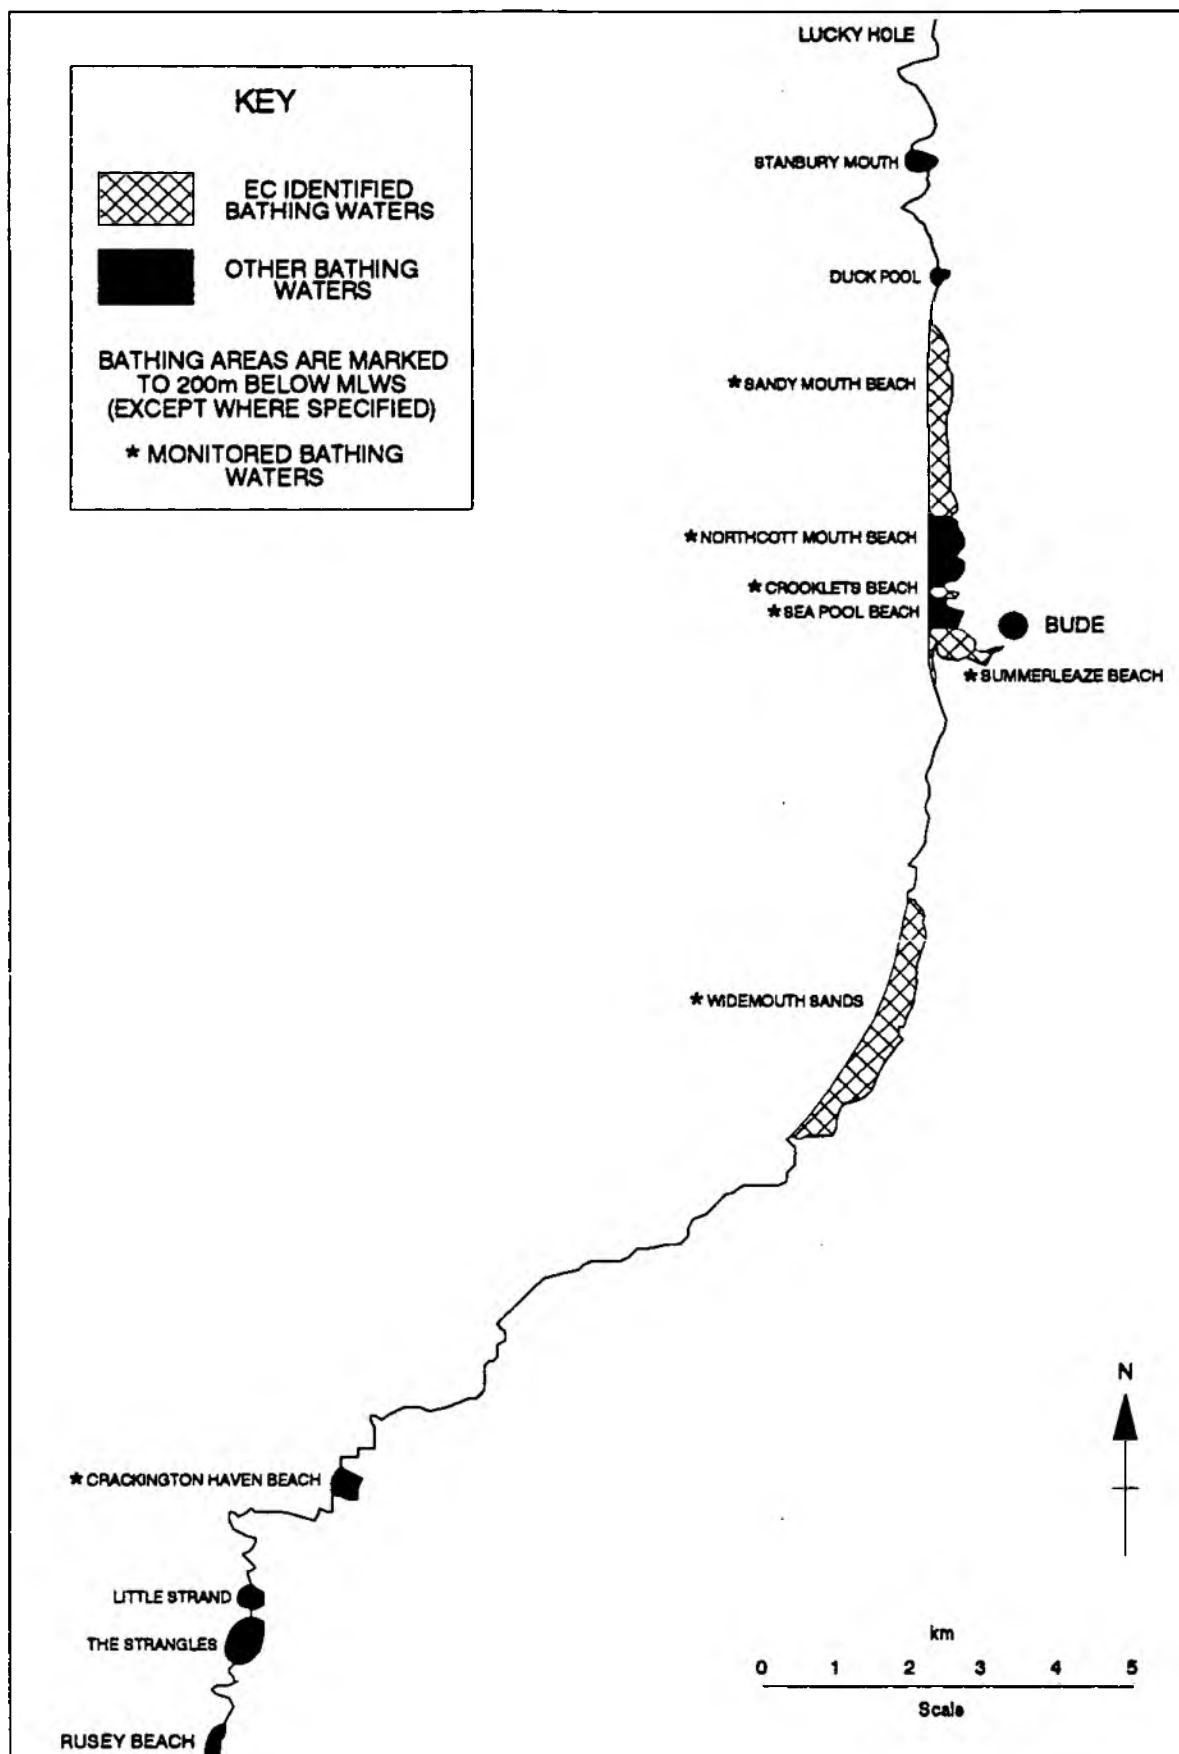 LUCKY HOLE
KEY
EC IDENTIFIED
BATHING WATERS
OTHER BATHING
WATERS
BATHING AREAS ARE MARKED
TO 200m BELOW MLWS
(EXCEPT WHERE SPECIFIED)
* MONITORED BATHING
WATERS
STANBURY MOUTH
DUCK POOL
* SANDY MOUTH BEACH
* NORTHCOTT MOUTH BEACH
* CROOKLETS BEACH
* SEA POOL BEACH
BUDE
* SUMMERLEAZE BEACH
* WIDEMOUTH SANDS
N
* CRACKINGTON HAVEN BEACH
LITTLE STRAND
THE STRANGLES
RUSEY BEACH
km
0 1 2 3 4 5
Scale